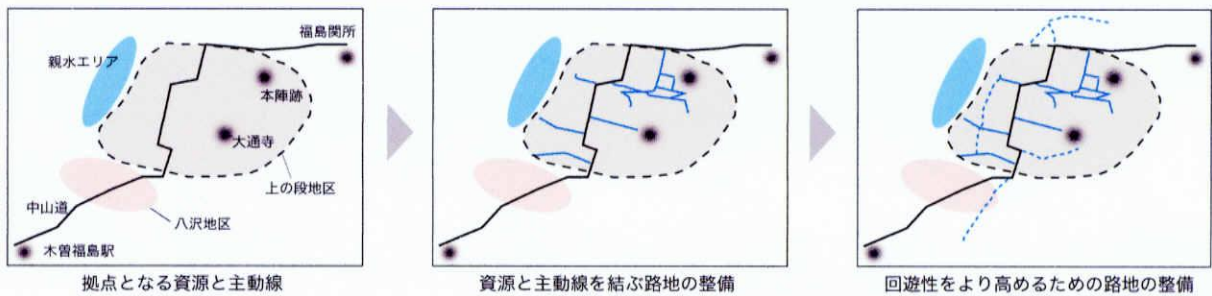 福島関所
親水エリア
本陣跡
大通寺
上の段地区
中山道
八沢地区
木曽福島駅
拠点となる資源と主動線
資源と主動線を結ぶ路地の整備
回遊性をより高めるための路地の整備